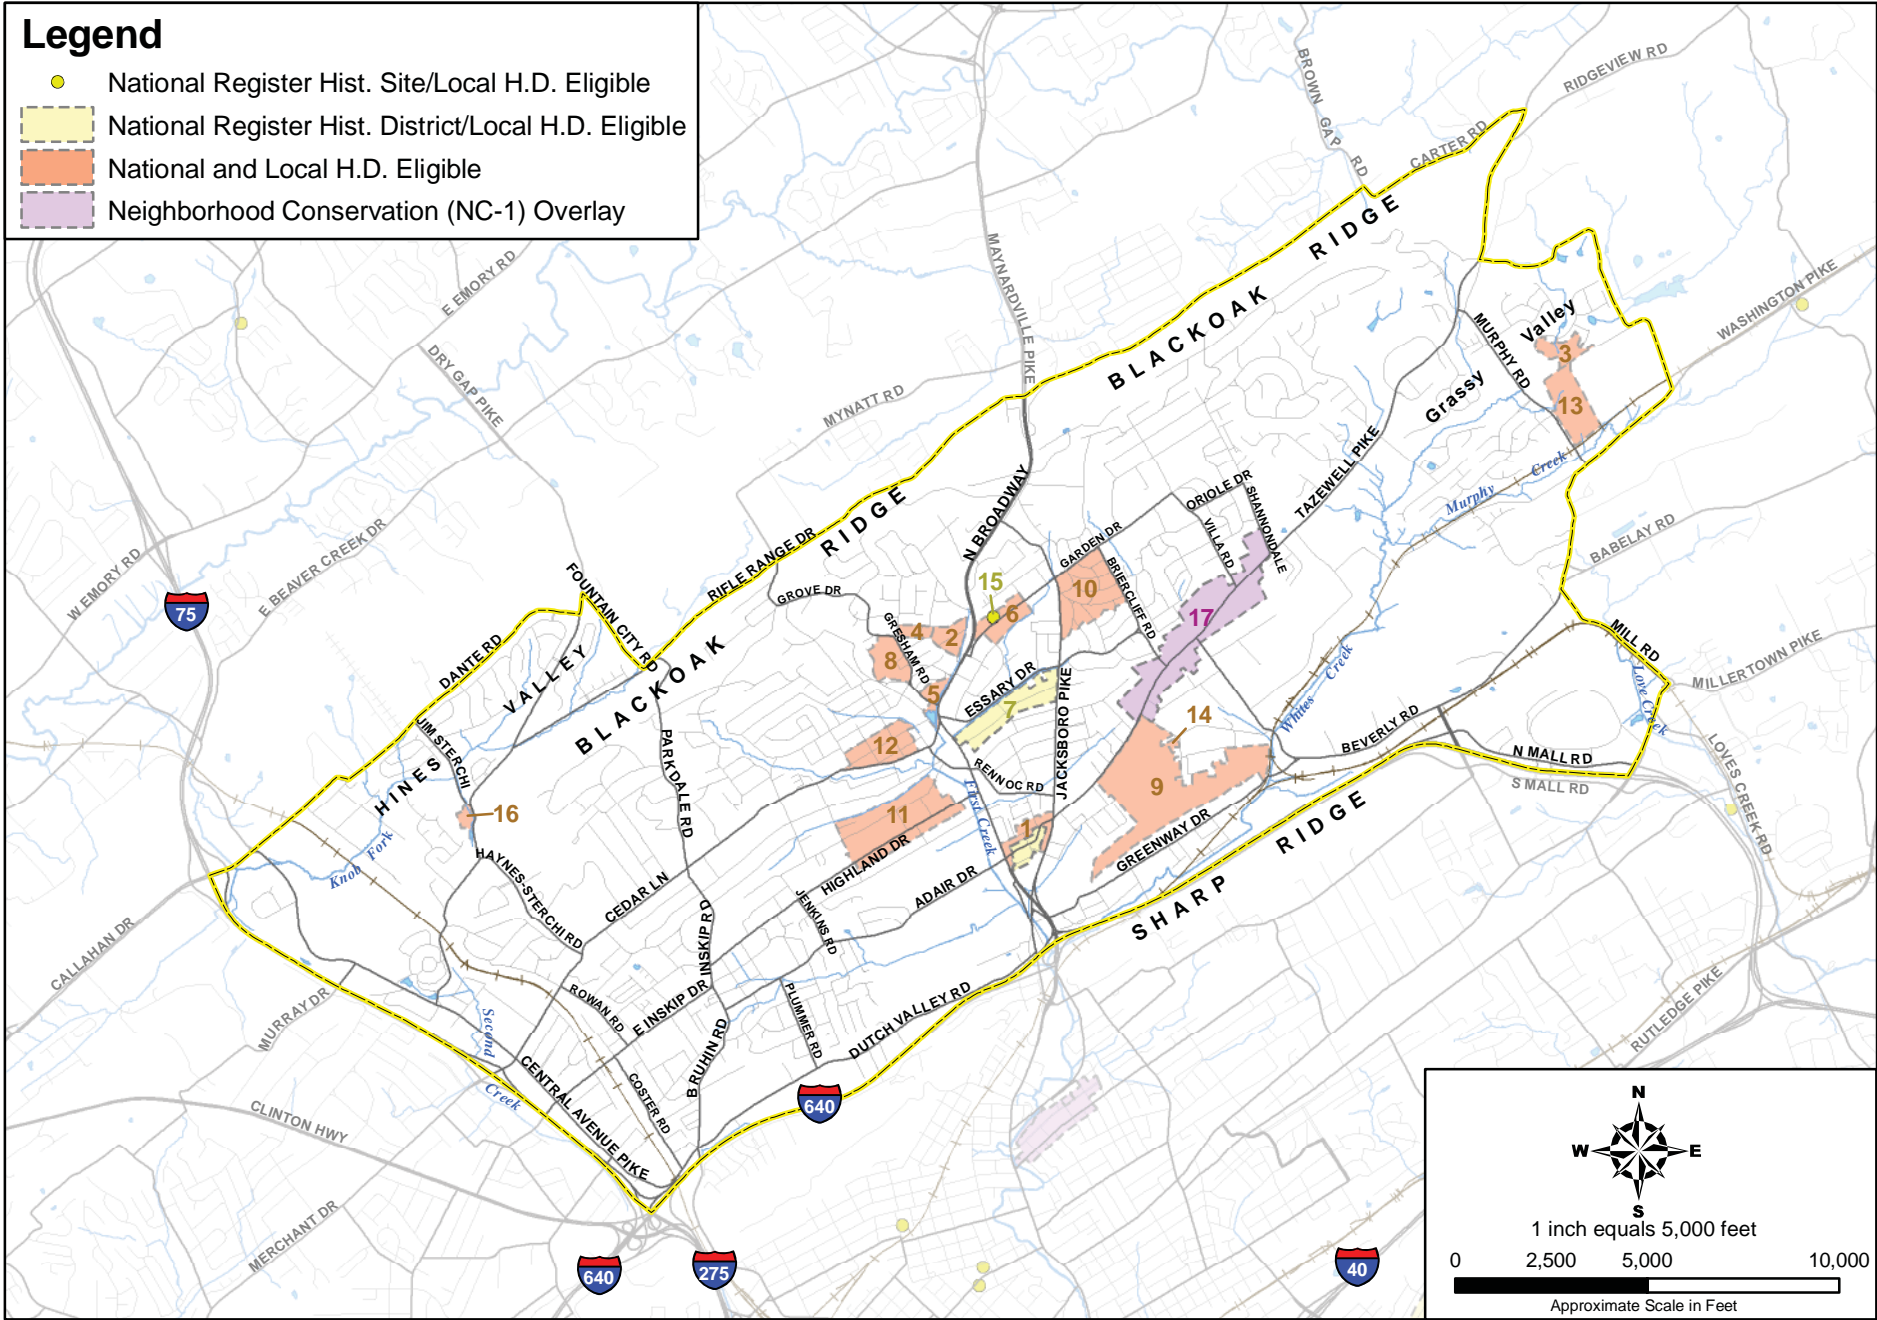 Legend
National Register Hist. Site/Local H.D. Eligible
National Register Hist. District/Local H.D. Eligible
National and Local H.D. Eligible
Neighborhood Conservation (NC-1) Overlay
BROWN GAP RD
RIDGEVIEW RD
CARTER RD
E EMORY RD
MAYNARDVILLE PIKE
BLACKOAK RIDGE
WASHINGTON PIKE
DRY GAP PIKE
MYNATT RD
MURPHY RD
Grassy Valley
3
13
TAZEWELL PIKE
Murphy Creek
N BROADWAY
ORIOLE DR
SHANNONDALE
VILLA RD
GARDEN DR
BRIERCLIFF RD
BABELAY RD
W EMORY RD
E BEAVER CREEK DR
75
FOUNTAIN CITY RD
RIFLE RANGE DR
BLACKOAK RIDGE
GROVE DR
GRESHAM RD
15
6
10
17
4
2
8
5
ESSARY DR
7
MILL RD
MILLERTOWN PIKE
Love Creek
DANTE RD
HINES VALLEY
JIM STERCHI
PARKDALE RD
12
JACKSBORO PIKE
14
Whites Creek
BEVERLY RD
N MALL RD
S MALL RD
LOVES CREEK RD
RENNOC RD
First Creek
9
16
11
1
HIGHLAND DR
GREENWAY DR
SHARP RIDGE
Knob Fork
HAYNES-STERCHI RD
CEDAR LN
JENKINS RD
ADAIR DR
CALLAHAN DR
INSKIP RD
E INSKIP DR
ROWAN RD
PLUMMER RD
DUTCH VALLEY RD
MURRAY DR
Second Creek
B RUHIN RD
COSTER RD
CENTRAL AVENUE PIKE
640
CLINTON HWY
MERCHANT DR
RUTLEDGE PIKE
640
275
40
N
W E
S
1 inch equals 5,000 feet
0 2,500 5,000 10,000
Approximate Scale in Feet